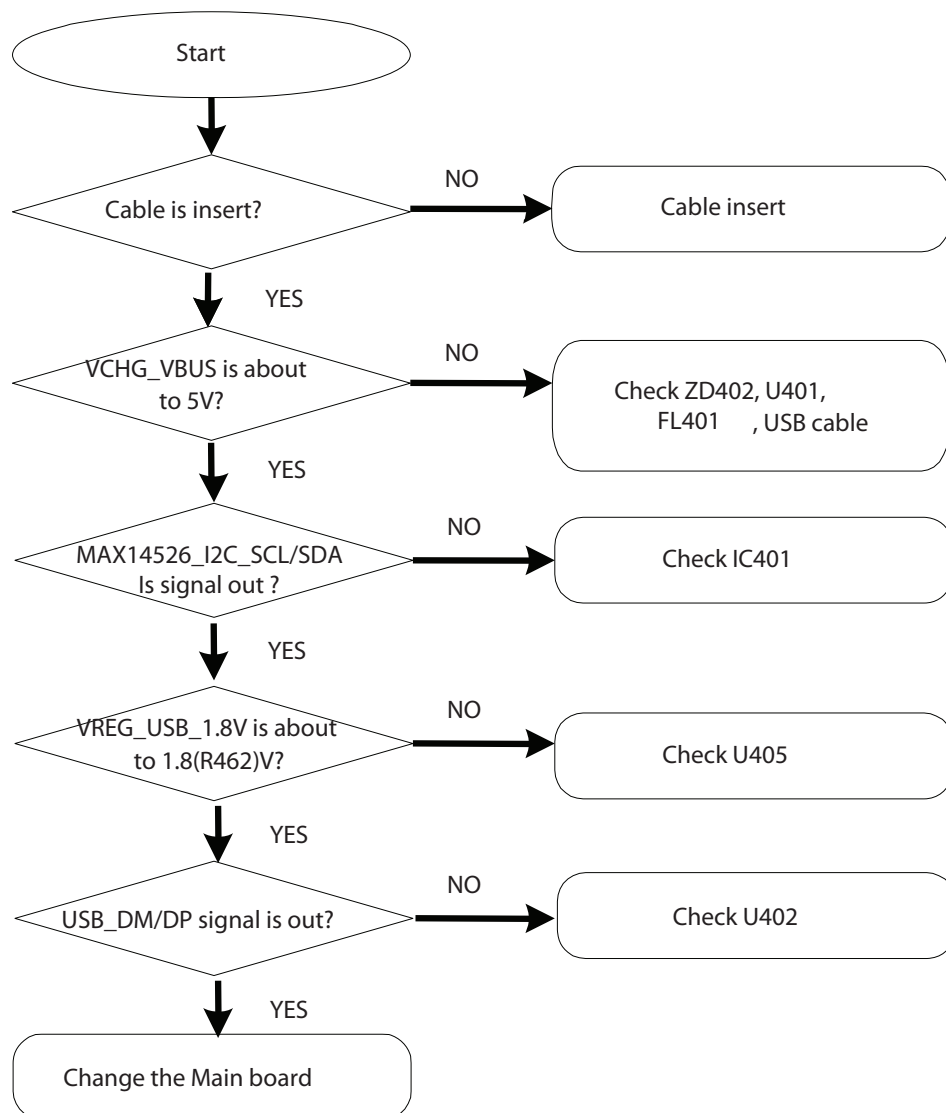 Start
Cable is insert?
NO
Cable insert
YES
VCHG_VBUS is about
to 5V?
NO
Check ZD402, U401,
FL401 , USB cable
YES
MAX14526_I2C_SCL/SDA
Is signal out ?
NO
Check IC401
YES
VREG_USB_1.8V is about
to 1.8(R462)V?
NO
Check U405
YES
USB_DM/DP signal is out?
NO
Check U402
YES
Change the Main board